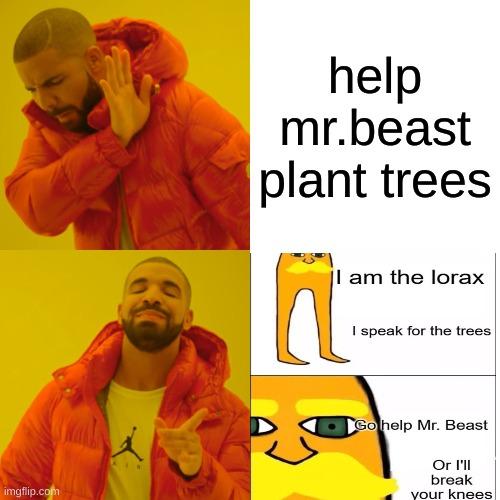 help
mr.beast
plant trees
I am the lorax
I speak for the trees
Go help Mr. Beast
Or I'll
break
your knees
AIR
imgflip.com